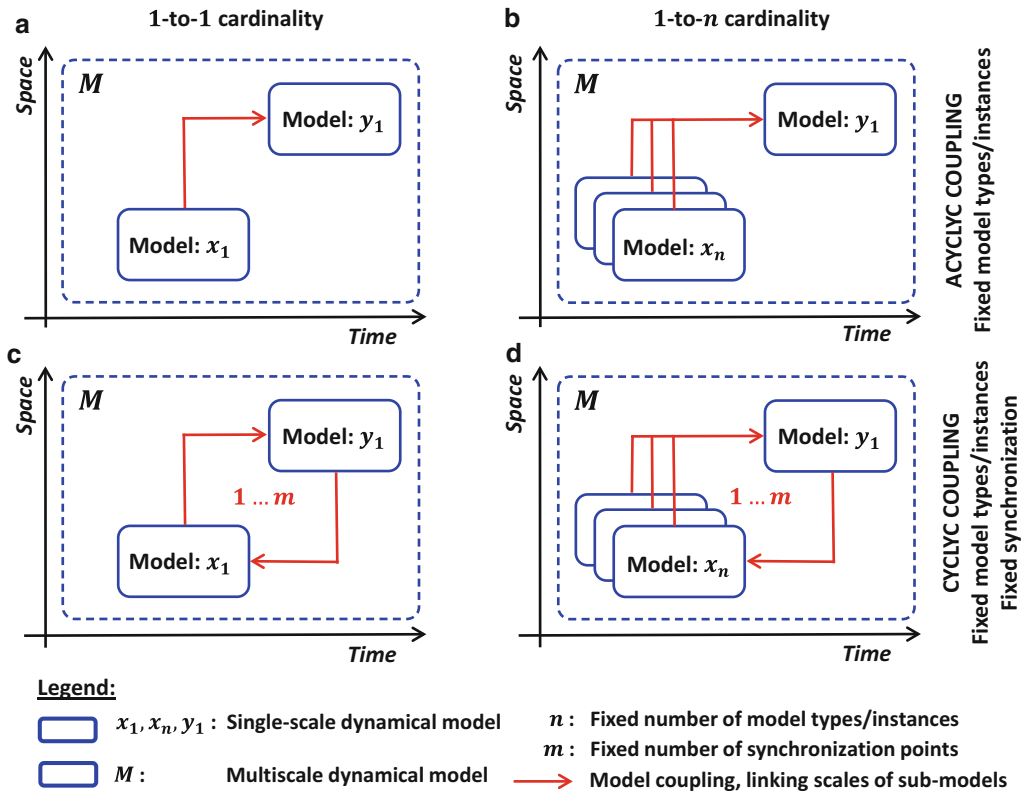 1-to-1 cardinality
1-to-n cardinality
a
Space
M
Model: y₁
Model: x₁
Time
b
Space
M
Model: y₁
Model: xₙ
Time
ACYCLYC COUPLING
Fixed model types/instances
c
Space
M
Model: y₁
1 ... m
Model: x₁
Time
d
Space
M
Model: y₁
1 ... m
Model: xₙ
Time
CYCLYC COUPLING
Fixed model types/instances
Fixed synchronization
Legend:
x₁, xₙ, y₁ : Single-scale dynamical model
M : Multiscale dynamical model
n : Fixed number of model types/instances
m : Fixed number of synchronization points
Model coupling, linking scales of sub-models